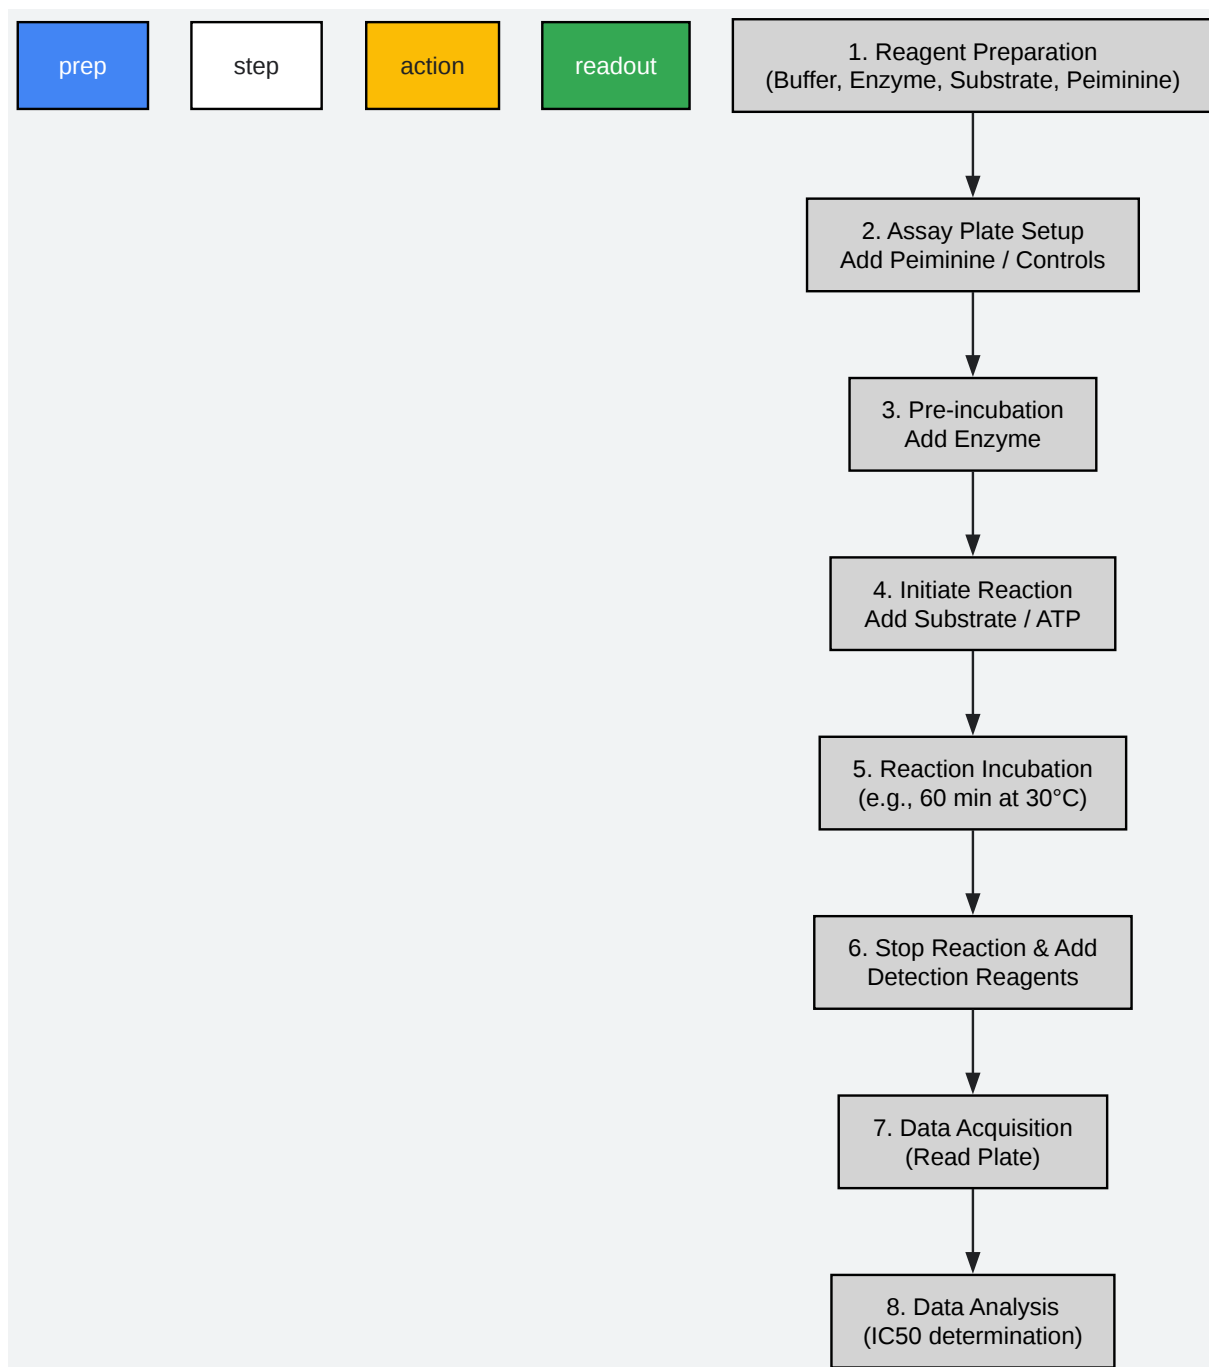 prep
step
action
readout
1. Reagent Preparation
(Buffer, Enzyme, Substrate, Peiminine)
2. Assay Plate Setup
Add Peiminine / Controls
3. Pre-incubation
Add Enzyme
4. Initiate Reaction
Add Substrate / ATP
5. Reaction Incubation
(e.g., 60 min at 30°C)
6. Stop Reaction & Add
Detection Reagents
7. Data Acquisition
(Read Plate)
8. Data Analysis
(IC50 determination)